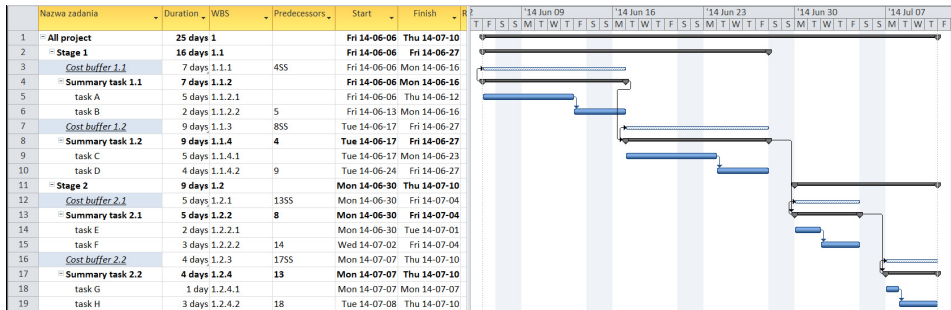 Nazwa zadania Duration WBS Predecessors Start Finish R 2 '14 Jun 09 '14 Jun 16 '14 Jun 23 '14 Jun 30 '14 Jul 07
T F S S M T W T F S S M T W T F S S M T W T F S S M T W T F S S M T W T F
1 All project 25 days 1 Fri 14-06-06 Thu 14-07-10
2 Stage 1 16 days 1.1 Fri 14-06-06 Fri 14-06-27
3 Cost buffer 1.1 7 days 1.1.1 4SS Fri 14-06-06 Mon 14-06-16
4 Summary task 1.1 7 days 1.1.2 Fri 14-06-06 Mon 14-06-16
5 task A 5 days 1.1.2.1 Fri 14-06-06 Thu 14-06-12
6 task B 2 days 1.1.2.2 5 Fri 14-06-13 Mon 14-06-16
7 Cost buffer 1.2 9 days 1.1.3 8SS Tue 14-06-17 Fri 14-06-27
8 Summary task 1.2 9 days 1.1.4 4 Tue 14-06-17 Fri 14-06-27
9 task C 5 days 1.1.4.1 Tue 14-06-17 Mon 14-06-23
10 task D 4 days 1.1.4.2 9 Tue 14-06-24 Fri 14-06-27
11 Stage 2 9 days 1.2 Mon 14-06-30 Thu 14-07-10
12 Cost buffer 2.1 5 days 1.2.1 13SS Mon 14-06-30 Fri 14-07-04
13 Summary task 2.1 5 days 1.2.2 8 Mon 14-06-30 Fri 14-07-04
14 task E 2 days 1.2.2.1 Mon 14-06-30 Tue 14-07-01
15 task F 3 days 1.2.2.2 14 Wed 14-07-02 Fri 14-07-04
16 Cost buffer 2.2 4 days 1.2.3 17SS Mon 14-07-07 Thu 14-07-10
17 Summary task 2.2 4 days 1.2.4 13 Mon 14-07-07 Thu 14-07-10
18 task G 1 day 1.2.4.1 Mon 14-07-07 Mon 14-07-07
19 task H 3 days 1.2.4.2 18 Tue 14-07-08 Thu 14-07-10